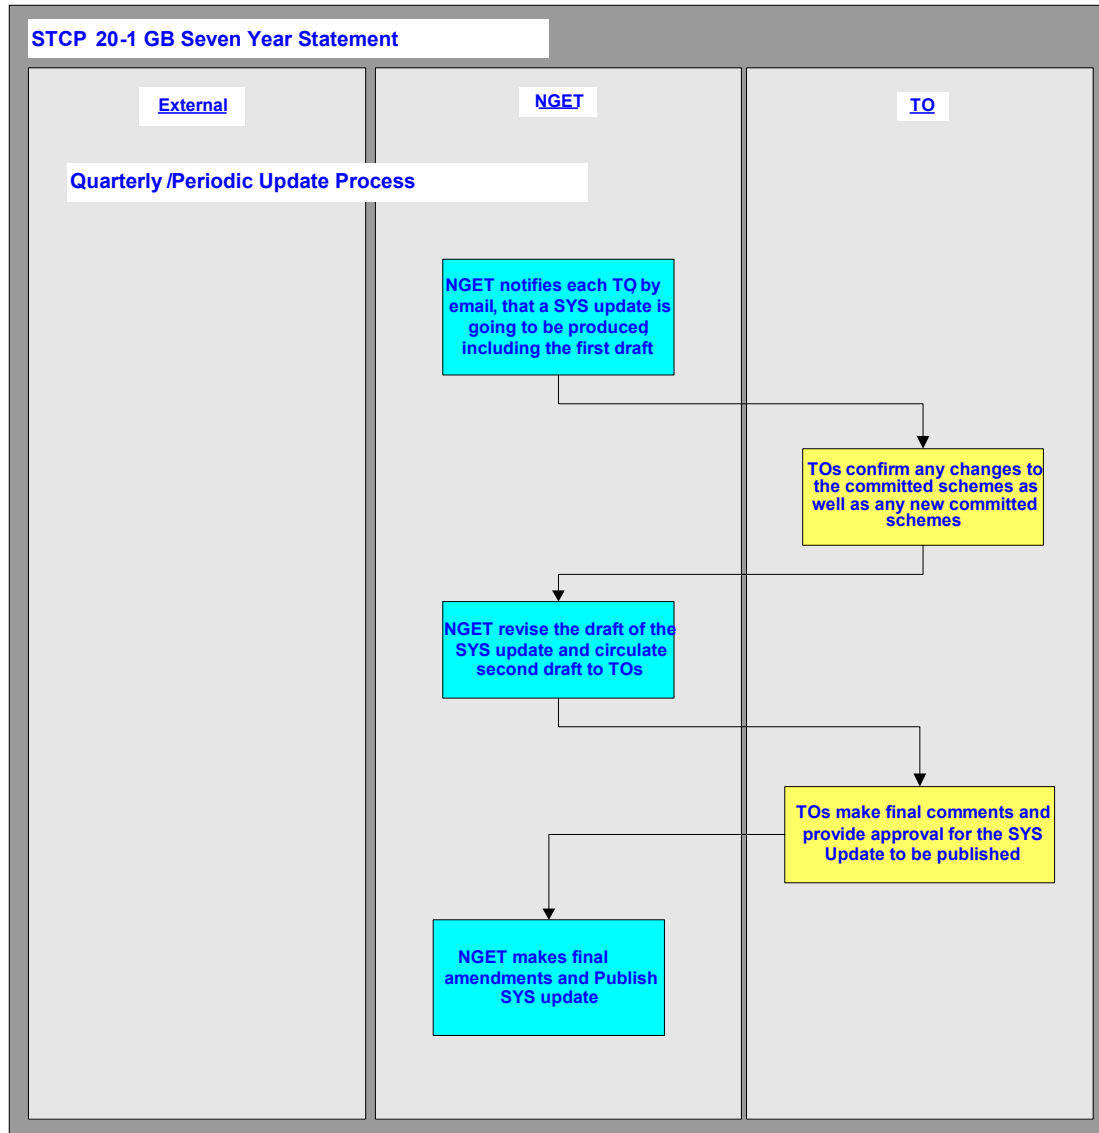 STCP 20-1 GB Seven Year Statement
External
NGET
TO
Quarterly /Periodic Update Process
NGET notifies each TO, by
email, that a SYS update is
going to be produced,
including the first draft
TOs confirm any changes to
the committed schemes as
well as any new committed
schemes
NGET revise the draft of the
SYS update and circulate
second draft to TOs
TOs make final comments and
provide approval for the SYS
Update to be published
NGET makes final
amendments and Publish
SYS update